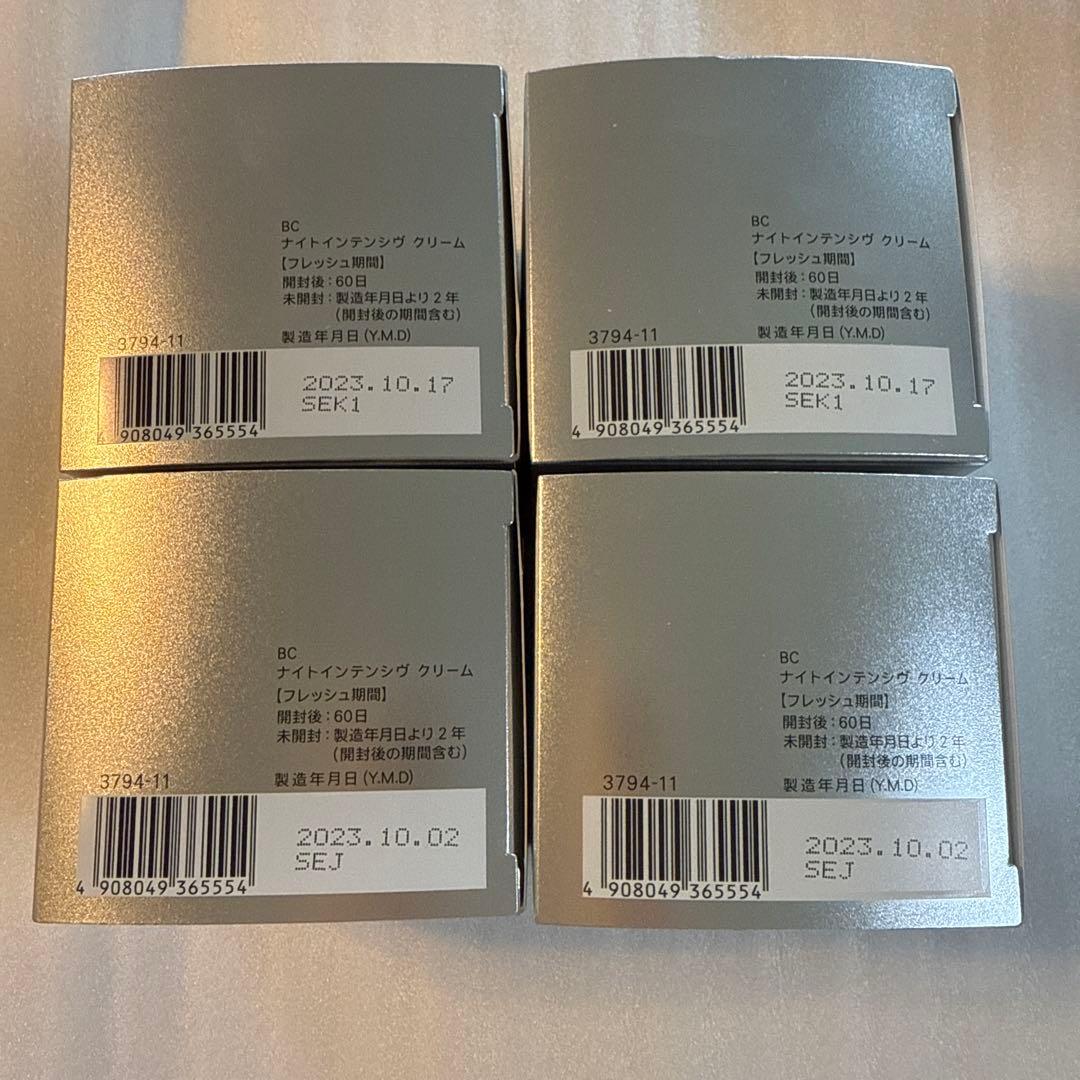 BC
ナイトインテンシヴ クリーム
【フレッシュ期間】
開封後：60日
未開封：製造年月日より2年
(開封後の期間含む)
3794-11
製造年月日(Y.M.D)
2023.10.17
SEK1
908049 365554
BC
ナイトインテンシヴ クリーム
【フレッシュ期間】
開封後：60日
未開封：製造年月日より2年
(開封後の期間含む)
3794-11
製造年月日(Y.M.D)
2023.10.17
SEK1
4 908049 365554
BC
ナイトインテンシヴ クリーム
【フレッシュ期間】
開封後：60日
未開封：製造年月日より2年
(開封後の期間含む)
3794-11
製造年月日(Y.M.D)
2023.10.02
SEJ
4 908049 365554
BC
ナイトインテンシヴ クリーム
【フレッシュ期間】
開封後：60日
未開封：製造年月日より2年
(開封後の期間含む)
3794-11
製造年月日(Y.M.D)
2023.10.02
SEJ
4 908049 365554